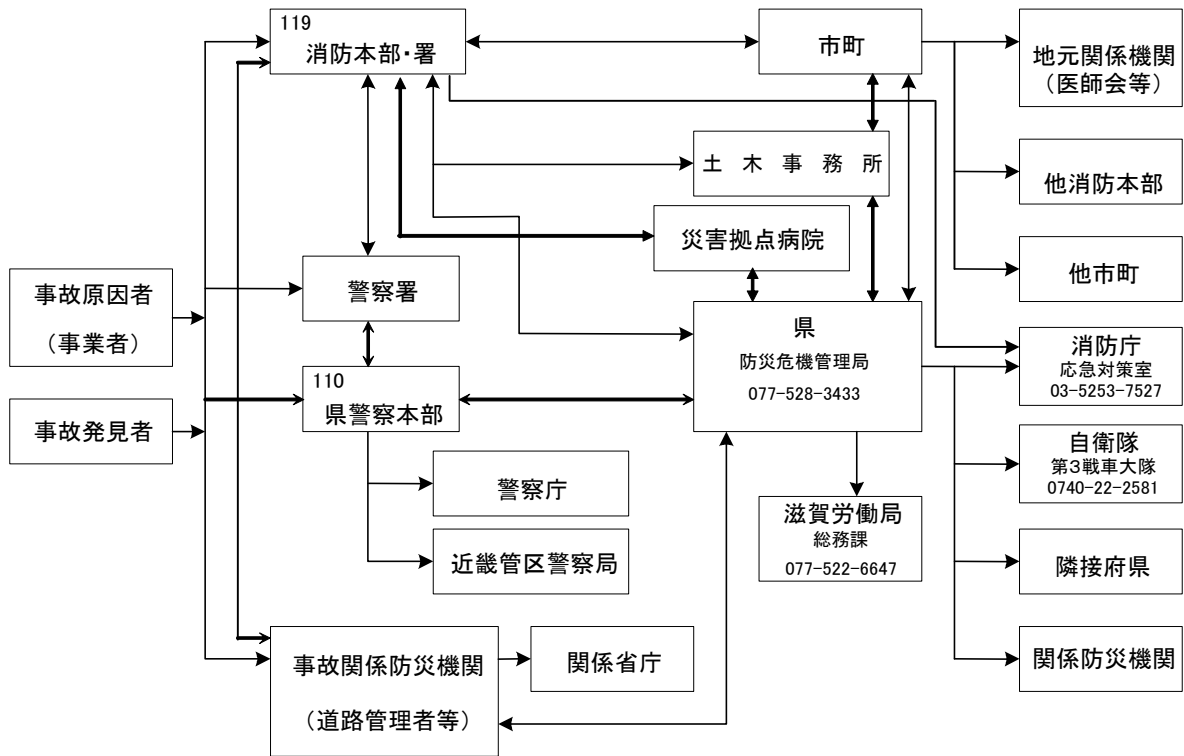 119
消防本部・署
市町
地元関係機関
（医師会等）
土木事務所
他消防本部
災害拠点病院
他市町
事故原因者
（事業者）
警察署
県
防災危機管理局
077-528-3433
消防庁
応急対策室
03-5253-7527
110
県警察本部
事故発見者
自衛隊
第3戦車大隊
0740-22-2581
警察庁
滋賀労働局
総務課
077-522-6647
近畿管区警察局
隣接府県
事故関係防災機関
（道路管理者等）
関係省庁
関係防災機関